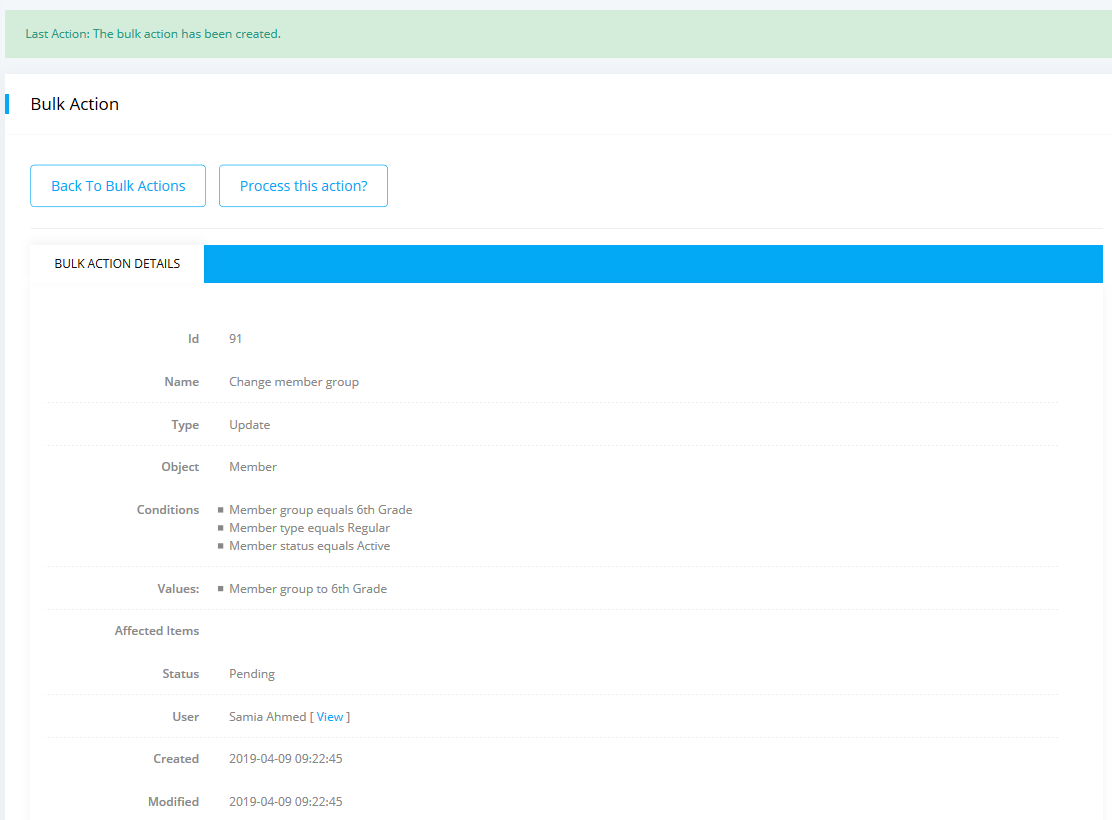 Last Action: The bulk action has been created.
Bulk Action
Back To Bulk Actions
Process this action?
BULK ACTION DETAILS
Id 91
Name Change member group
Type Update
Object Member
Conditions Member group equals 6th Grade
Member type equals Regular
Member status equals Active
Values: Member group to 6th Grade
Affected Items
Status Pending
User Samia Ahmed [ View ]
Created 2019-04-09 09:22:45
Modified 2019-04-09 09:22:45